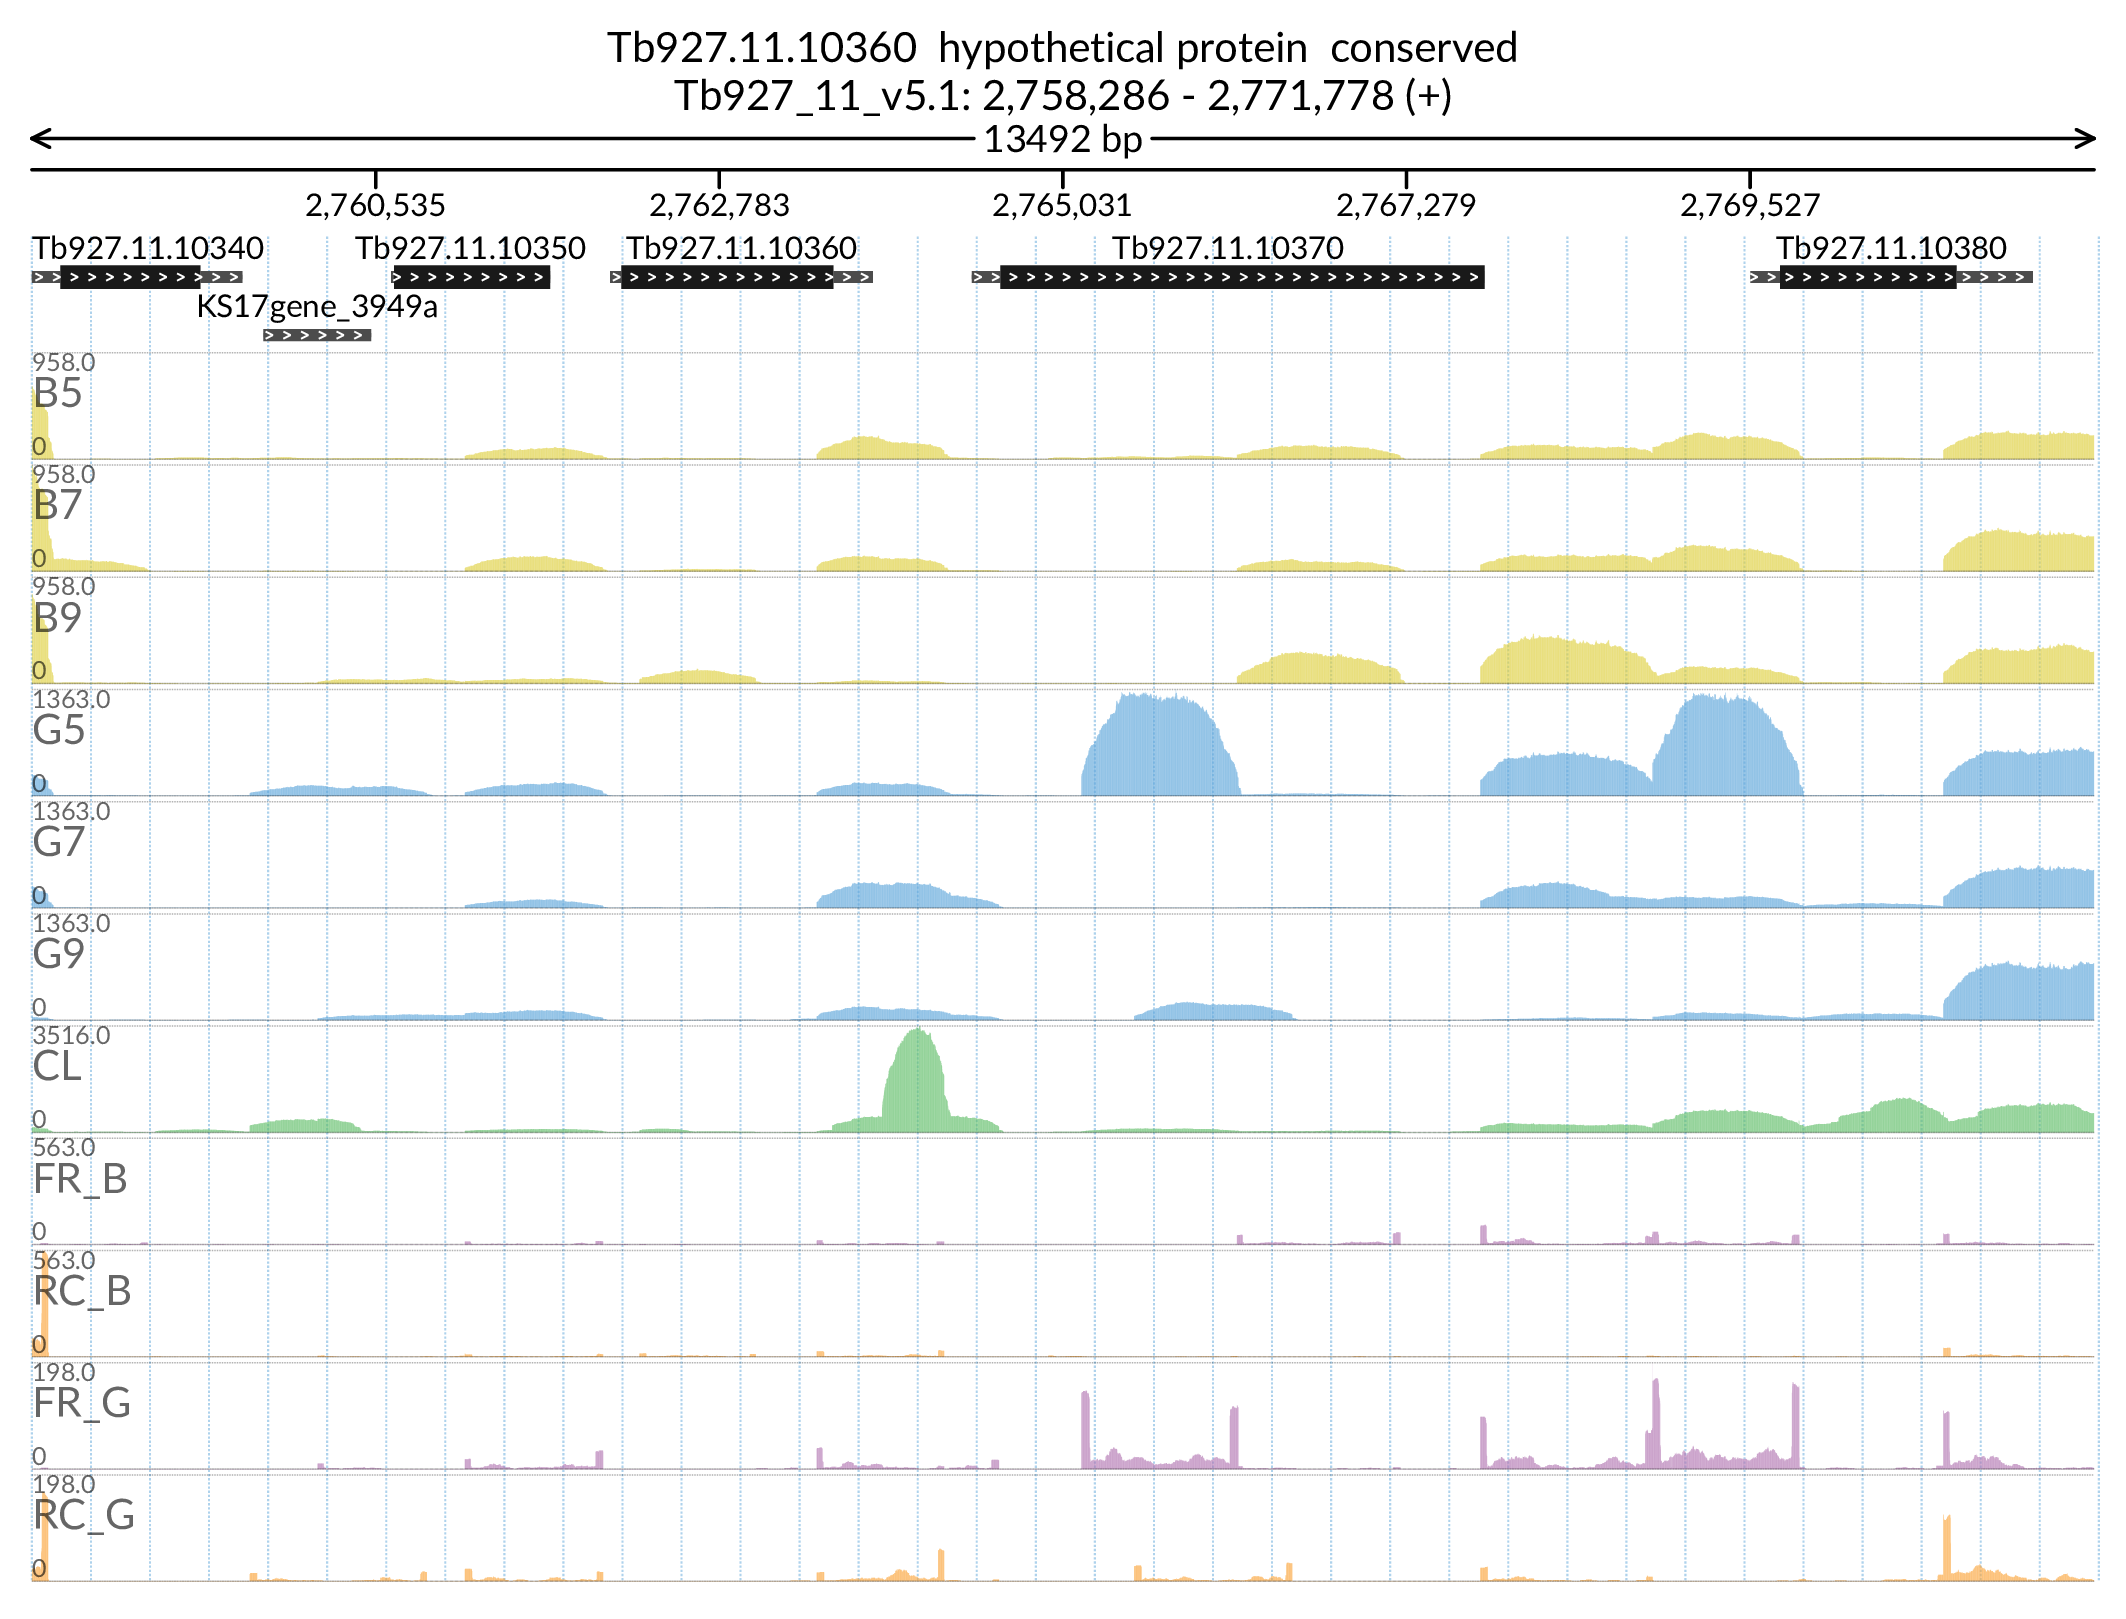 Tb927.11.10360  hypothetical protein  conserved
Tb927_11_v5.1: 2,758,286 - 2,771,778 (+)
13492 bp
2,760,535 2,762,783 2,765,031 2,767,279 2,769,527
Tb927.11.10340 Tb927.11.10350 Tb927.11.10360 Tb927.11.10370 Tb927.11.10380
KS17gene_3949a
958.0
B5
0
958.0
B7
0
958.0
B9
0
1363.0
G5
0
1363.0
G7
0
1363.0
G9
0
3516.0
CL
0
563.0
FR_B
0
563.0
RC_B
0
198.0
FR_G
0
198.0
RC_G
0